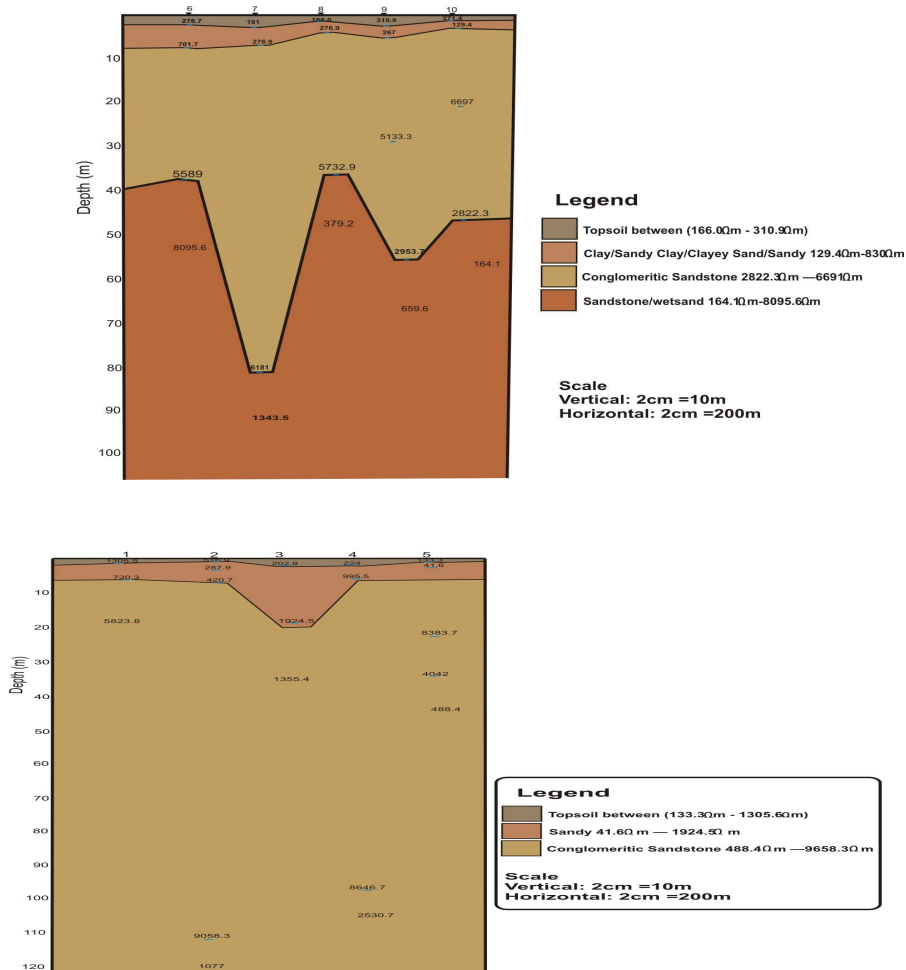 6 7 8 9 10
276.7 191 166.0 310.9 371.4
129.4
276.9 267
701.7 276.9
10
20
6697
30
5133.3
5589 5732.9
40
2822.3
Depth (m)
50
8095.6 379.2 2953.7
164.1
60
659.6
70
80
6181
90
1343.5
100
Legend
Topsoil between (166.0Ωm - 310.9Ωm)
Clay/Sandy Clay/Clayey Sand/Sandy 129.4Ωm-830Ωm
Conglomeritic Sandstone 2822.3Ωm —6691Ωm
Sandstone/wetsand 164.1Ωm-8095.6Ωm
Scale
Vertical: 2cm =10m
Horizontal: 2cm =200m
1 2 3 4 5
202.8 224
287.9 41.6
730.3 420.7 995.5
10
5823.8 1924.5
20
8383.7
30
1355.4 4042
Depth (m)
40
488.4
50
60
70
80
90
8646.7
100
2530.7
110
9058.3
120
1077
Legend
Topsoil between (133.3Ωm - 1305.6Ωm)
Sandy 41.6Ω m — 1924.5Ω m
Conglomeritic Sandstone 488.4Ω m —9658.3Ω m
Scale
Vertical: 2cm =10m
Horizontal: 2cm =200m